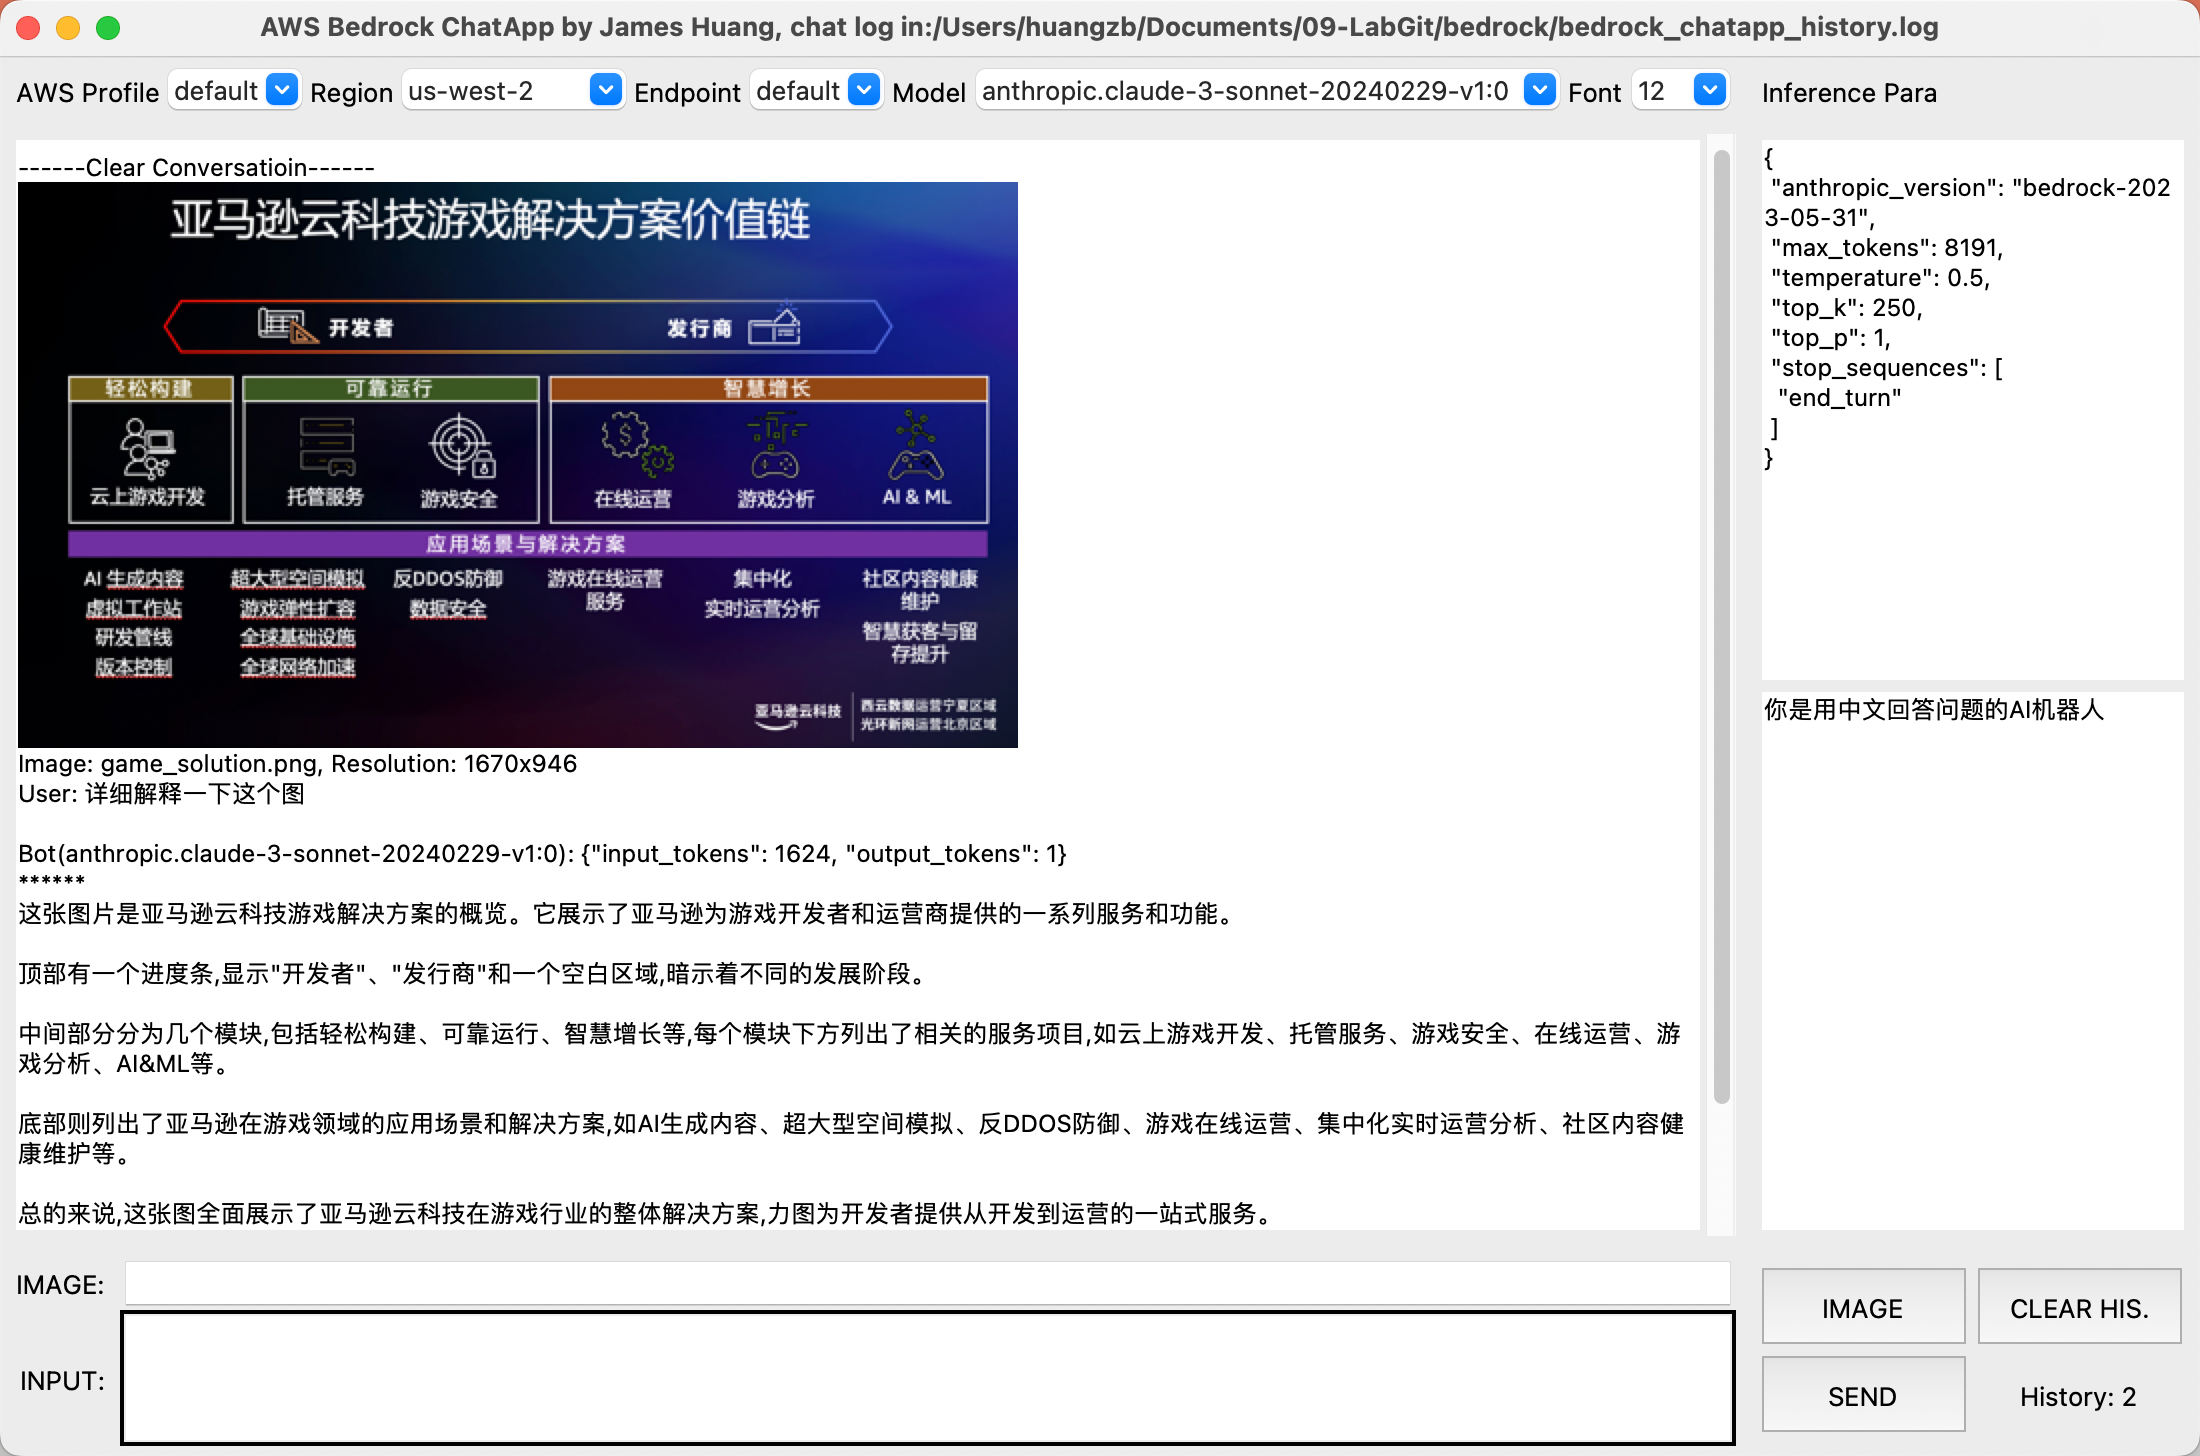 AWS Bedrock ChatApp by James Huang, chat log in:/Users/huangzb/Documents/09-LabGit/bedrock/bedrock_chatapp_history.log
AWS Profile default Region us-west-2 Endpoint default Model anthropic.claude-3-sonnet-20240229-v1:0 Font 12 Inference Para
------Clear Conversatioin------
亚马逊云科技游戏解决方案价值链
开发者 发行商
轻松构建 可靠运行 智慧增长
云上游戏开发 托管服务 游戏安全 在线运营 游戏分析 AI & ML
应用场景与解决方案
AI 生成内容
虚拟工作站
研发管线
版本控制
超大型空间模拟
游戏弹性扩容
全球基础设施
全球网络加速
反DDOS防御
数据安全
游戏在线运营
服务
集中化
实时运营分析
社区内容健康
维护
智慧获客与留
存提升
亚马逊云科技
西云数据运营宁夏区域
光环新网运营北京区域
Image: game_solution.png, Resolution: 1670x946
User: 详细解释一下这个图
Bot(anthropic.claude-3-sonnet-20240229-v1:0): {"input_tokens": 1624, "output_tokens": 1}
******
这张图片是亚马逊云科技游戏解决方案的概览。它展示了亚马逊为游戏开发者和运营商提供的一系列服务和功能。
顶部有一个进度条,显示"开发者"、"发行商"和一个空白区域,暗示着不同的发展阶段。
中间部分分为几个模块,包括轻松构建、可靠运行、智慧增长等,每个模块下方列出了相关的服务项目,如云上游戏开发、托管服务、游戏安全、在线运营、游
戏分析、AI&ML等。
底部则列出了亚马逊在游戏领域的应用场景和解决方案,如AI生成内容、超大型空间模拟、反DDOS防御、游戏在线运营、集中化实时运营分析、社区内容健
康维护等。
总的来说,这张图全面展示了亚马逊云科技在游戏行业的整体解决方案,力图为开发者提供从开发到运营的一站式服务。
{
"anthropic_version": "bedrock-202
3-05-31",
"max_tokens": 8191,
"temperature": 0.5,
"top_k": 250,
"top_p": 1,
"stop_sequences": [
"end_turn"
]
}
你是用中文回答问题的AI机器人
IMAGE:
INPUT:
IMAGE CLEAR HIS.
SEND History: 2